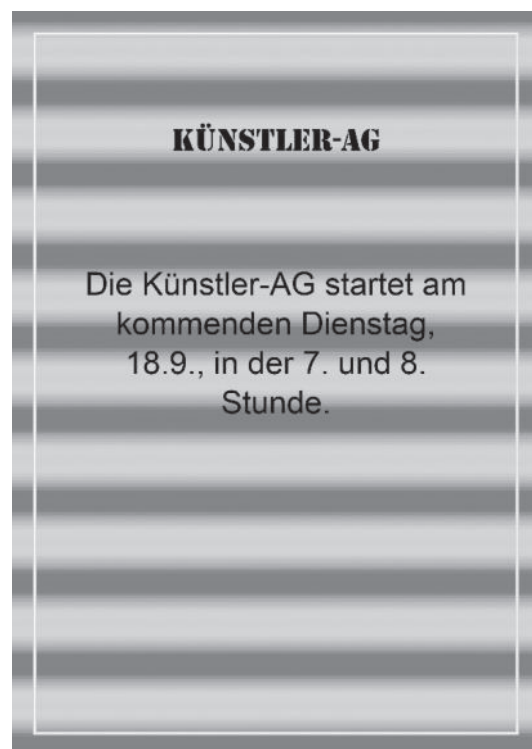 KÜNSTLER-AG
Die Künstler-AG startet am
kommenden Dienstag,
18.9., in der 7. und 8.
Stunde.